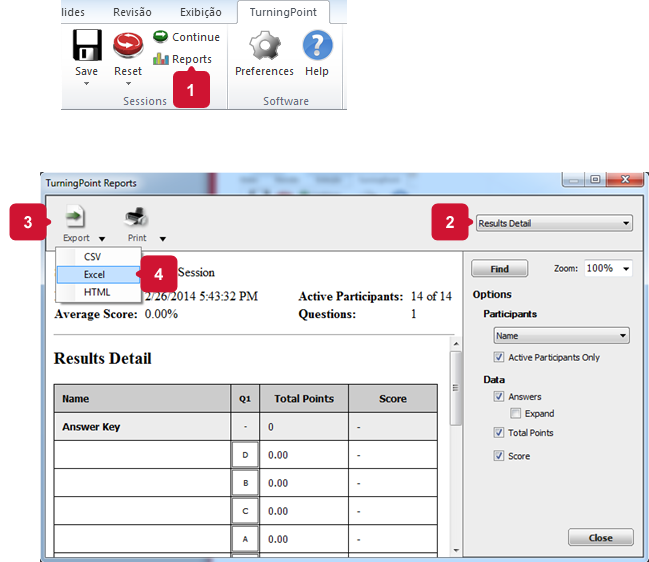 lides Revisão Exibição TurningPoint
Continue
Reports
Save Reset Preferences Help
1
Sessions Software
TurningPoint Reports
3
2
Results Detail
Export Print
CSV
Excel
HTML
4
Session
Find Zoom: 100%
2/26/2014 5:43:32 PM Active Participants: 14 of 14
Average Score: 0.00% Questions: 1
Options
Participants
Name
Active Participants Only
Data
Answers
Expand
Total Points
Score
Close
Results Detail
Name Q1 Total Points Score
Answer Key - 0 -
D 0.00 -
B 0.00 -
C 0.00 -
A 0.00 -